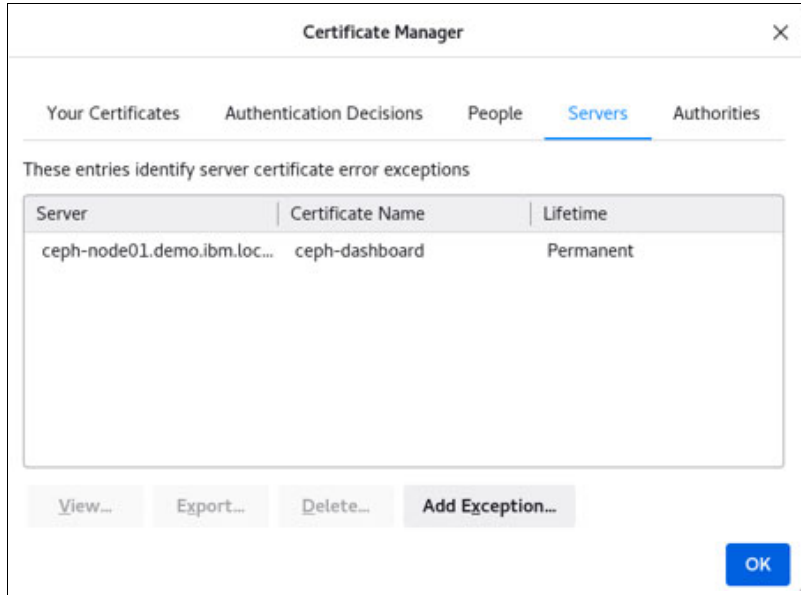 Certificate Manager
Your Certificates Authentication Decisions People Servers Authorities
These entries identify server certificate error exceptions
Server Certificate Name Lifetime
ceph-node01.demo.ibm.loc... ceph-dashboard Permanent
View... Export... Delete... Add Exception...
OK